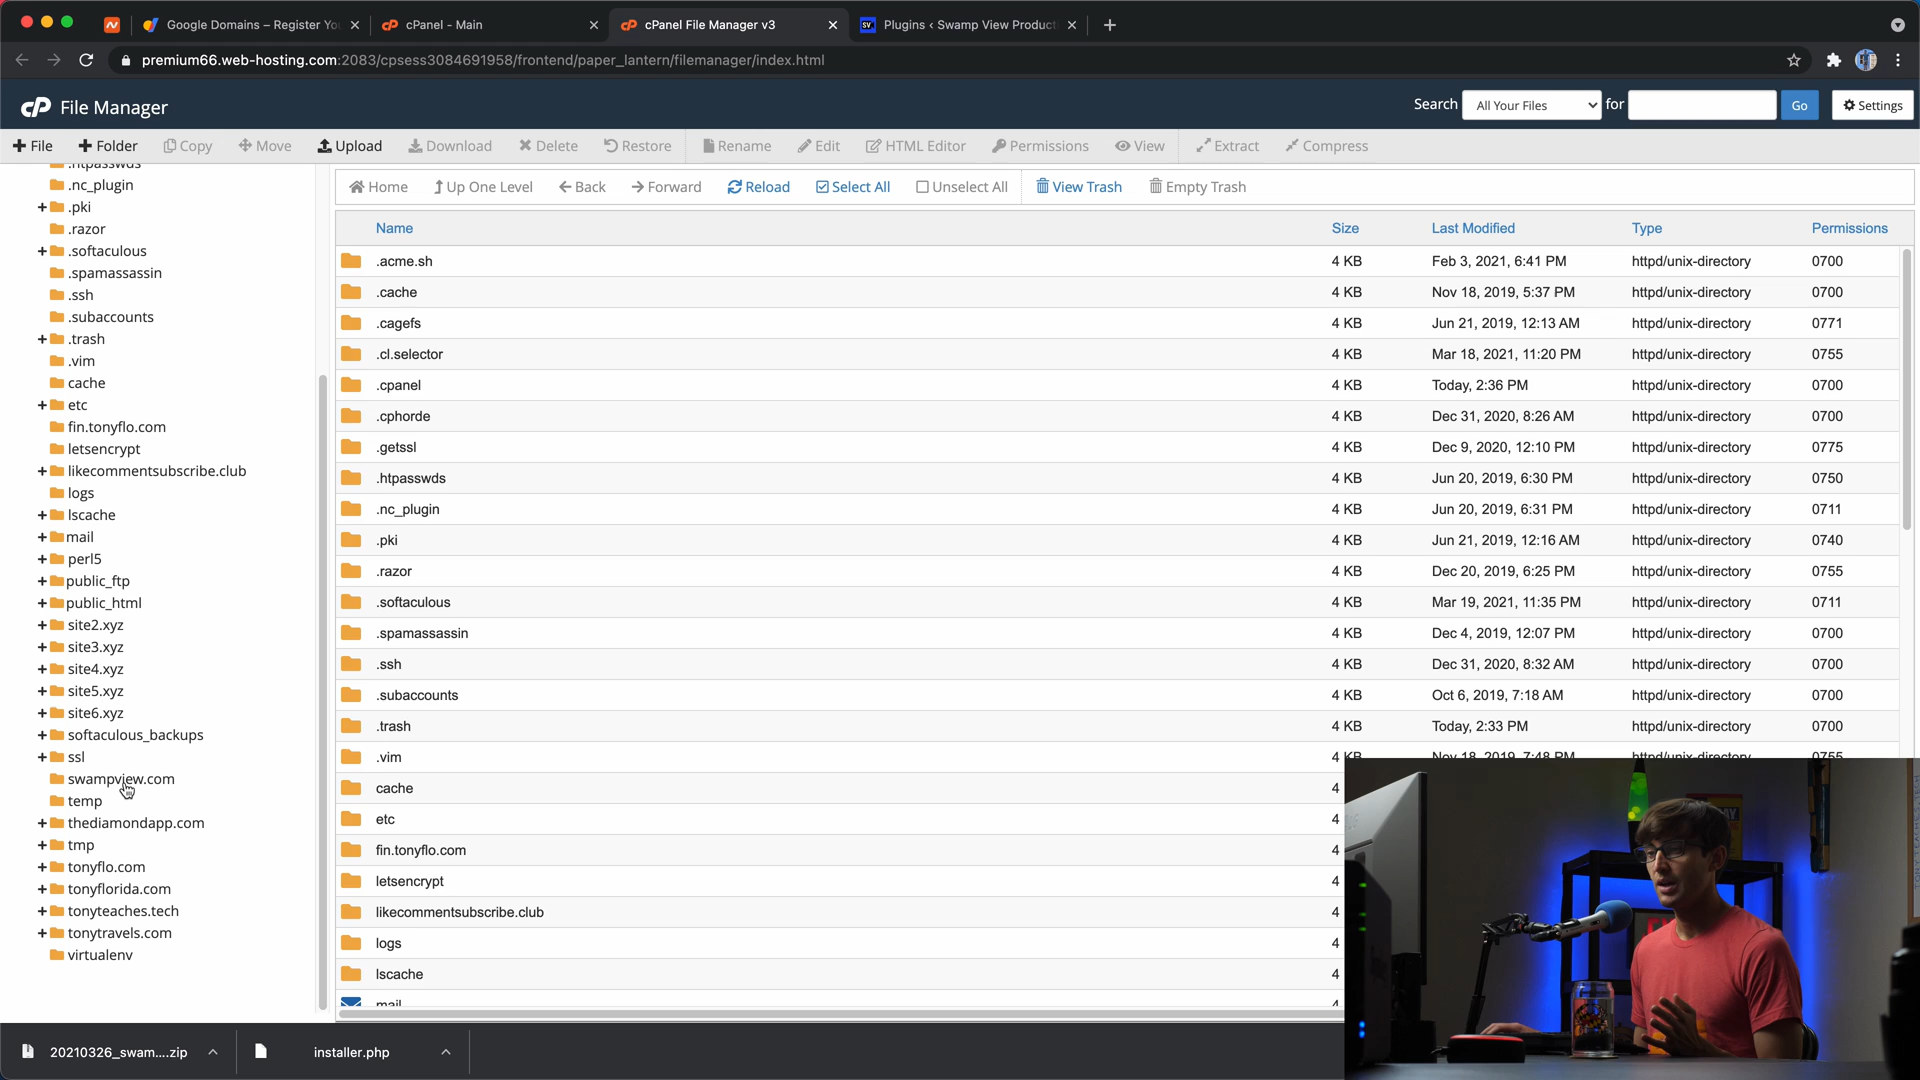 Google Domains – Register Yo
cPanel - Main
cPanel File Manager v3
Plugins ‹ Swamp View Product
premium66.web-hosting.com:2083/cpsess3084691958/frontend/paper_lantern/filemanager/index.html
cP File Manager
Search All Your Files for Go Settings
+ File + Folder Copy Move Upload Download Delete Restore Rename Edit HTML Editor Permissions View Extract Compress
Home Up One Level Back Forward Reload Select All Unselect All View Trash Empty Trash
.htpasswds
.nc_plugin
+ .pki
.razor
+ .softaculous
.spamassassin
.ssh
.subaccounts
+ .trash
.vim
cache
+ etc
fin.tonyflo.com
letsencrypt
+ likecommentsubscribe.club
logs
+ lscache
+ mail
+ perl5
+ public_ftp
+ public_html
+ site2.xyz
+ site3.xyz
+ site4.xyz
+ site5.xyz
+ site6.xyz
+ softaculous_backups
+ ssl
swampview.com
temp
+ thediamondapp.com
+ tmp
+ tonyflo.com
+ tonyflorida.com
+ tonyteaches.tech
+ tonytravels.com
virtualenv
Name Size Last Modified Type Permissions
.acme.sh 4 KB Feb 3, 2021, 6:41 PM httpd/unix-directory 0700
.cache 4 KB Nov 18, 2019, 5:37 PM httpd/unix-directory 0700
.cagefs 4 KB Jun 21, 2019, 12:13 AM httpd/unix-directory 0771
.cl.selector 4 KB Mar 18, 2021, 11:20 PM httpd/unix-directory 0755
.cpanel 4 KB Today, 2:36 PM httpd/unix-directory 0700
.cphorde 4 KB Dec 31, 2020, 8:26 AM httpd/unix-directory 0700
.getssl 4 KB Dec 9, 2020, 12:10 PM httpd/unix-directory 0775
.htpasswds 4 KB Jun 20, 2019, 6:30 PM httpd/unix-directory 0750
.nc_plugin 4 KB Jun 20, 2019, 6:31 PM httpd/unix-directory 0711
.pki 4 KB Jun 21, 2019, 12:16 AM httpd/unix-directory 0740
.razor 4 KB Dec 20, 2019, 6:25 PM httpd/unix-directory 0755
.softaculous 4 KB Mar 19, 2021, 11:35 PM httpd/unix-directory 0711
.spamassassin 4 KB Dec 4, 2019, 12:07 PM httpd/unix-directory 0700
.ssh 4 KB Dec 31, 2020, 8:32 AM httpd/unix-directory 0700
.subaccounts 4 KB Oct 6, 2019, 7:18 AM httpd/unix-directory 0700
.trash 4 KB Today, 2:33 PM httpd/unix-directory 0700
.vim 4 KB Nov 18, 2019, 7:48 PM httpd/unix-directory 0755
cache 4
etc 4
fin.tonyflo.com 4
letsencrypt 4
likecommentsubscribe.club 4
logs 4
lscache 4
mail 4
20210326_swam....zip
installer.php